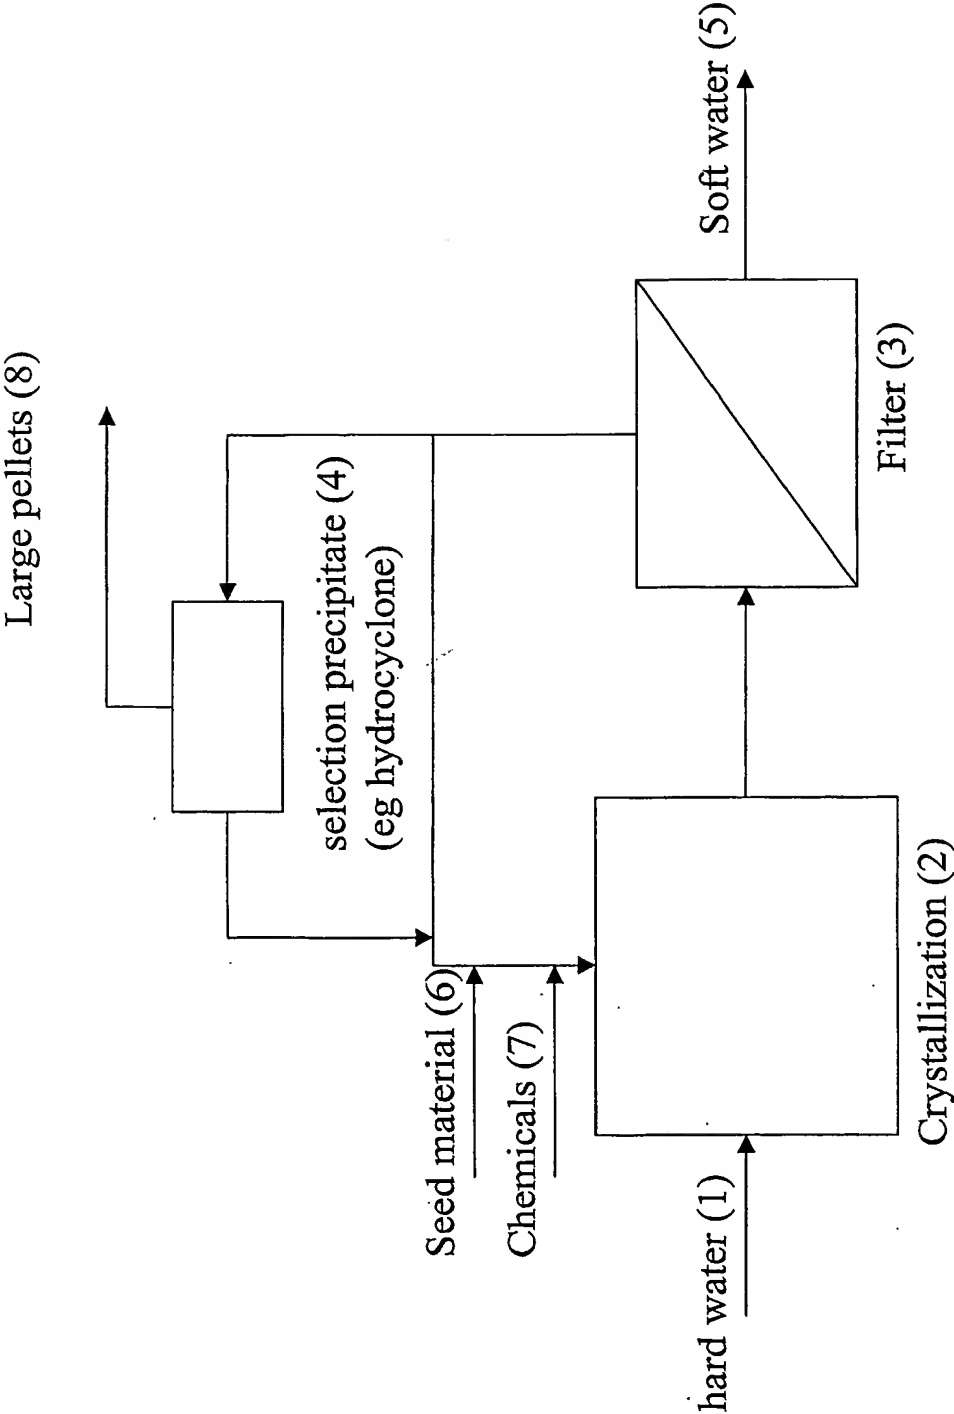 Large pellets (8)
selection precipitate (4)
(eg hydrocyclone)
Seed material (6)
Chemicals (7)
Soft water (5)
hard water (1)
Filter (3)
Crystallization (2)